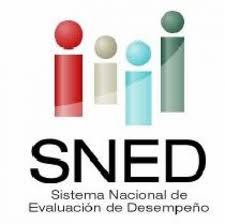 SNED
Sistema Nacional de
Evaluación de Desempeño